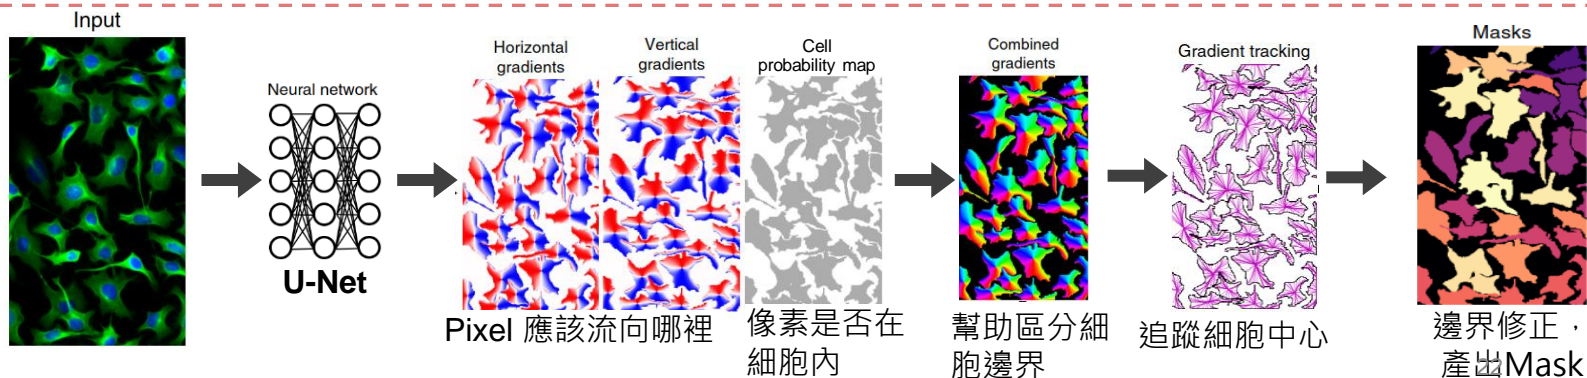 Input
Neural network
U-Net
Horizontal
gradients
Vertical
gradients
Cell
probability map
Combined
gradients
Gradient tracking
Masks
Pixel 應該流向哪裡
像素是否在
細胞內
幫助區分細
胞邊界
追蹤細胞中心
邊界修正，
產出Mask